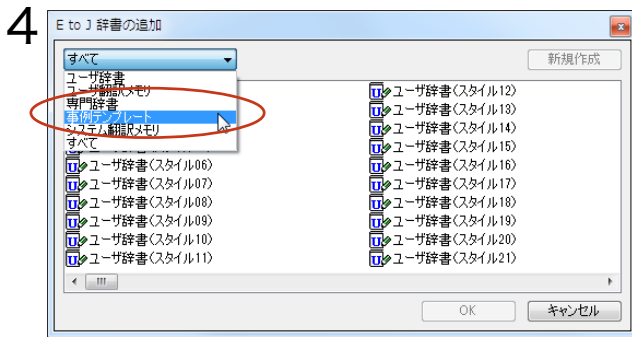 4
E to J 辞書の追加
すべて
新規作成
ユーザ辞書
ユーザ翻訳メモリ
専門辞書
事例テンプレート
システム翻訳メモリ
すべて
ユーザ辞書(スタイル06)
ユーザ辞書(スタイル07)
ユーザ辞書(スタイル08)
ユーザ辞書(スタイル09)
ユーザ辞書(スタイル10)
ユーザ辞書(スタイル11)
ユーザ辞書(スタイル12)
ユーザ辞書(スタイル13)
ユーザ辞書(スタイル14)
ユーザ辞書(スタイル15)
ユーザ辞書(スタイル16)
ユーザ辞書(スタイル17)
ユーザ辞書(スタイル18)
ユーザ辞書(スタイル19)
ユーザ辞書(スタイル20)
ユーザ辞書(スタイル21)
OK
キャンセル